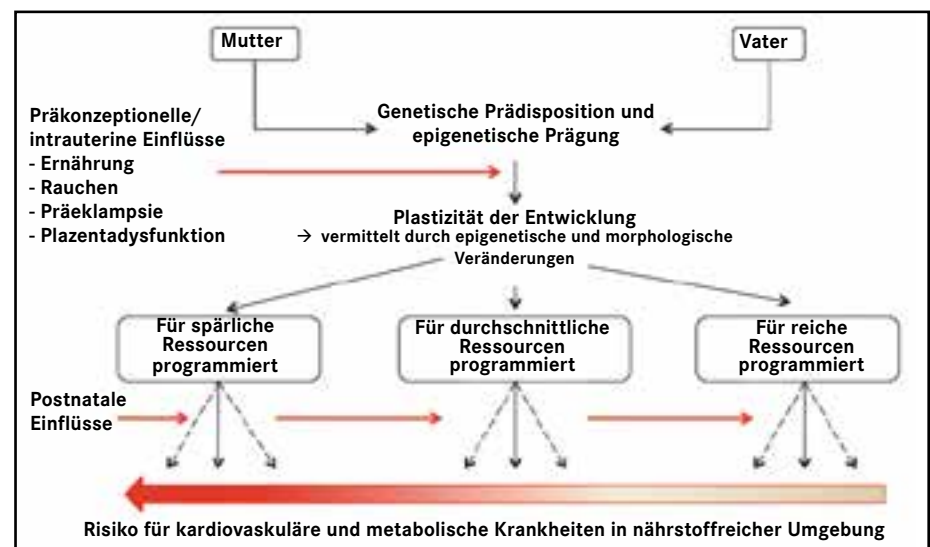 Mutter
Vater
Präkonzeptionelle/
intrauterine Einflüsse
- Ernährung
- Rauchen
- Präeklampsie
- Plazentadysfunktion
Genetische Prädisposition und
epigenetische Prägung
Plastizität der Entwicklung
→ vermittelt durch epigenetische und morphologische
Veränderungen
Für spärliche
Ressourcen
programmiert
Für durchschnittliche
Ressourcen
programmiert
Für reiche
Ressourcen
programmiert
Postnatale
Einflüsse
Risiko für kardiovaskuläre und metabolische Krankheiten in nährstoffreicher Umgebung